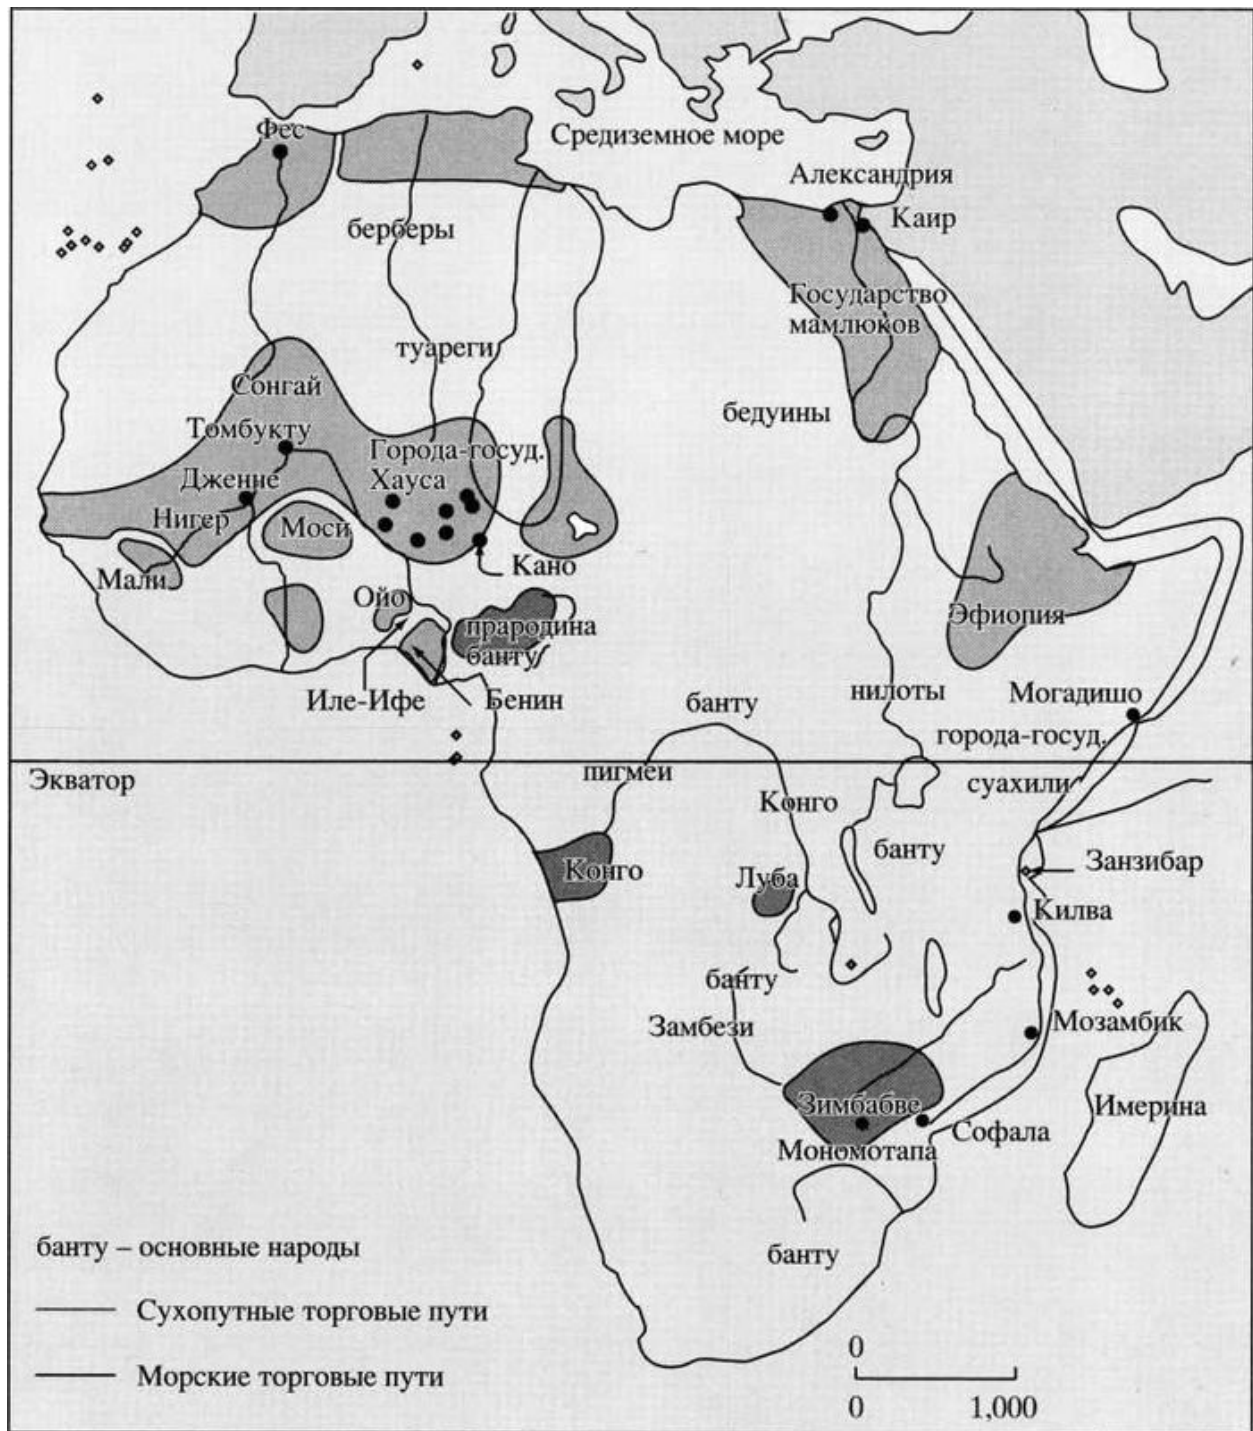 Фес
Средиземное море
Александрия
Каир
берберы
Государство
мамлюков
туареги
Сонгай
бедуины
Томбукту
Города-госуд.
Хауса
Дженне
Нигер
Моси
Мали
Кано
Ойо
прародина
банту
Эфиопия
Иле-Ифе
Бенин
банту
нилоты
Могадишо
города-госуд.
суахили
Экватор
пигмеи
Конго
банту
Занзибар
Конго
Луба
Килва
банту
Замбези
Мозамбик
Зимбабве
Имерина
Мономотапа
Софала
банту
банту – основные народы
Сухопутные торговые пути
Морские торговые пути
0
0
1,000